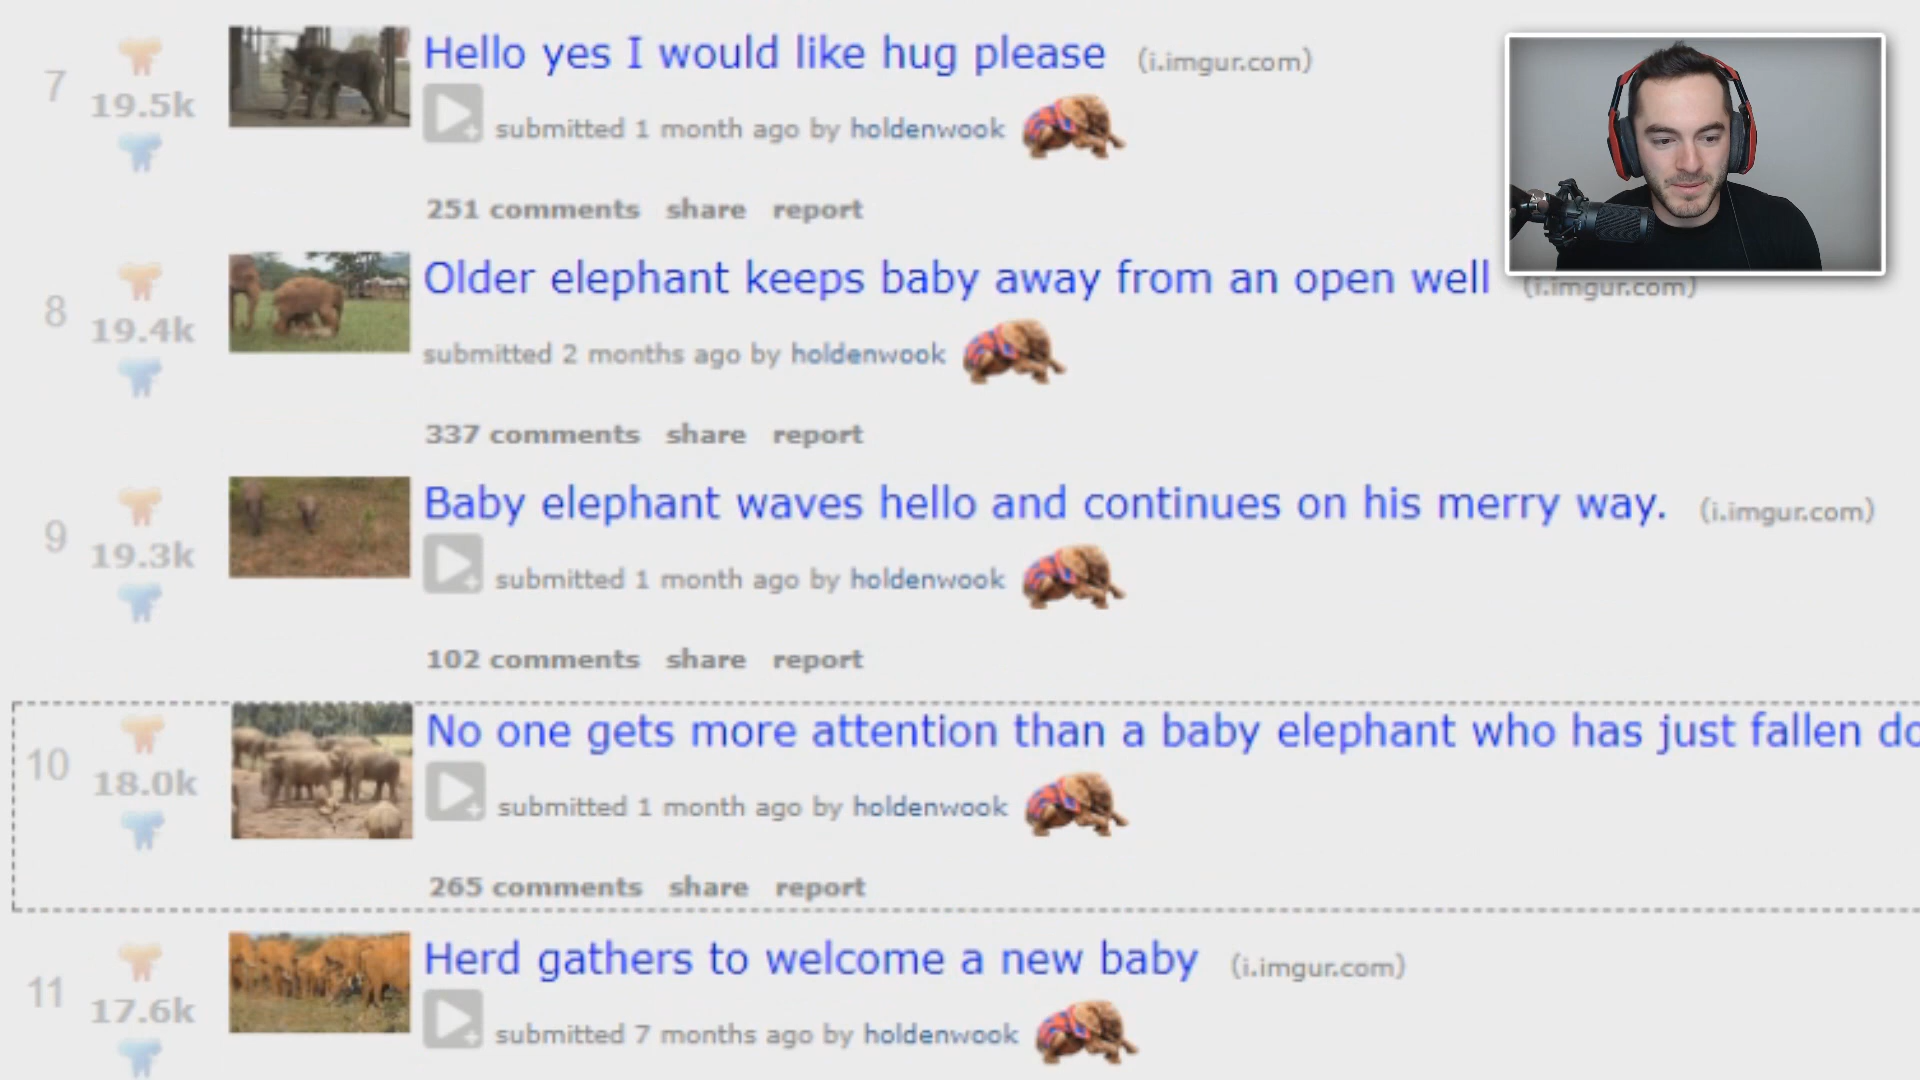 7
19.5k
Hello yes I would like hug please (i.imgur.com)
submitted 1 month ago by holdenwook
251 comments share report
8
19.4k
Older elephant keeps baby away from an open well (i.imgur.com)
submitted 2 months ago by holdenwook
337 comments share report
9
19.3k
Baby elephant waves hello and continues on his merry way. (i.imgur.com)
submitted 1 month ago by holdenwook
102 comments share report
10
18.0k
No one gets more attention than a baby elephant who has just fallen do
submitted 1 month ago by holdenwook
265 comments share report
11
17.6k
Herd gathers to welcome a new baby (i.imgur.com)
submitted 7 months ago by holdenwook